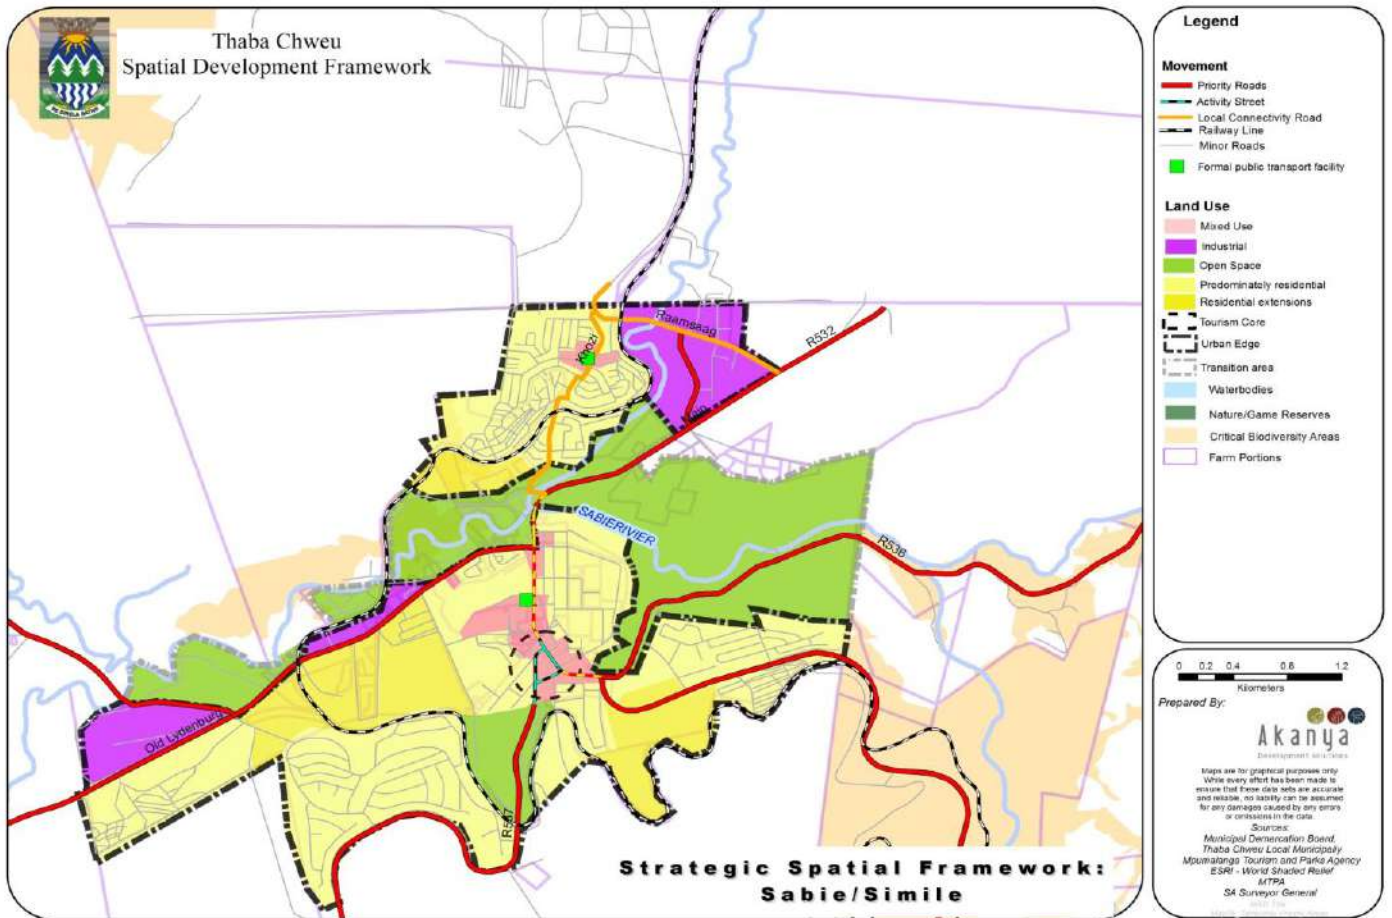 Thaba Chweu
Spatial Development Framework
Raamsaag
R532
Khozi
Main
SABIERIVIER
R536
Old Lydenburg
R537
Strategic Spatial Framework:
Sabie/Simile
Legend
Movement
Priority Roads
Activity Street
Local Connectivity Road
Railway Line
Minor Roads
Formal public transport facility
Land Use
Mixed Use
Industrial
Open Space
Predominately residential
Residential extensions
Tourism Core
Urban Edge
Transition area
Waterbodies
Nature/Game Reserves
Critical Biodiversity Areas
Farm Portions
0 0.2 0.4 0.8 1.2
Kilometers
Prepared By:
Akanya
Development solutions
Maps are for graphical purposes only
While every effort has been made to
ensure that these data sets are accurate
and reliable, no liability can be assumed
for any damages caused by any errors
or omissions in the data.
Sources:
Municipal Demarcation Board,
Thaba Chweu Local Municipality
Mpumalanga Tourism and Parks Agency
ESRI - World Shaded Relief
MTPA
SA Surveyor General